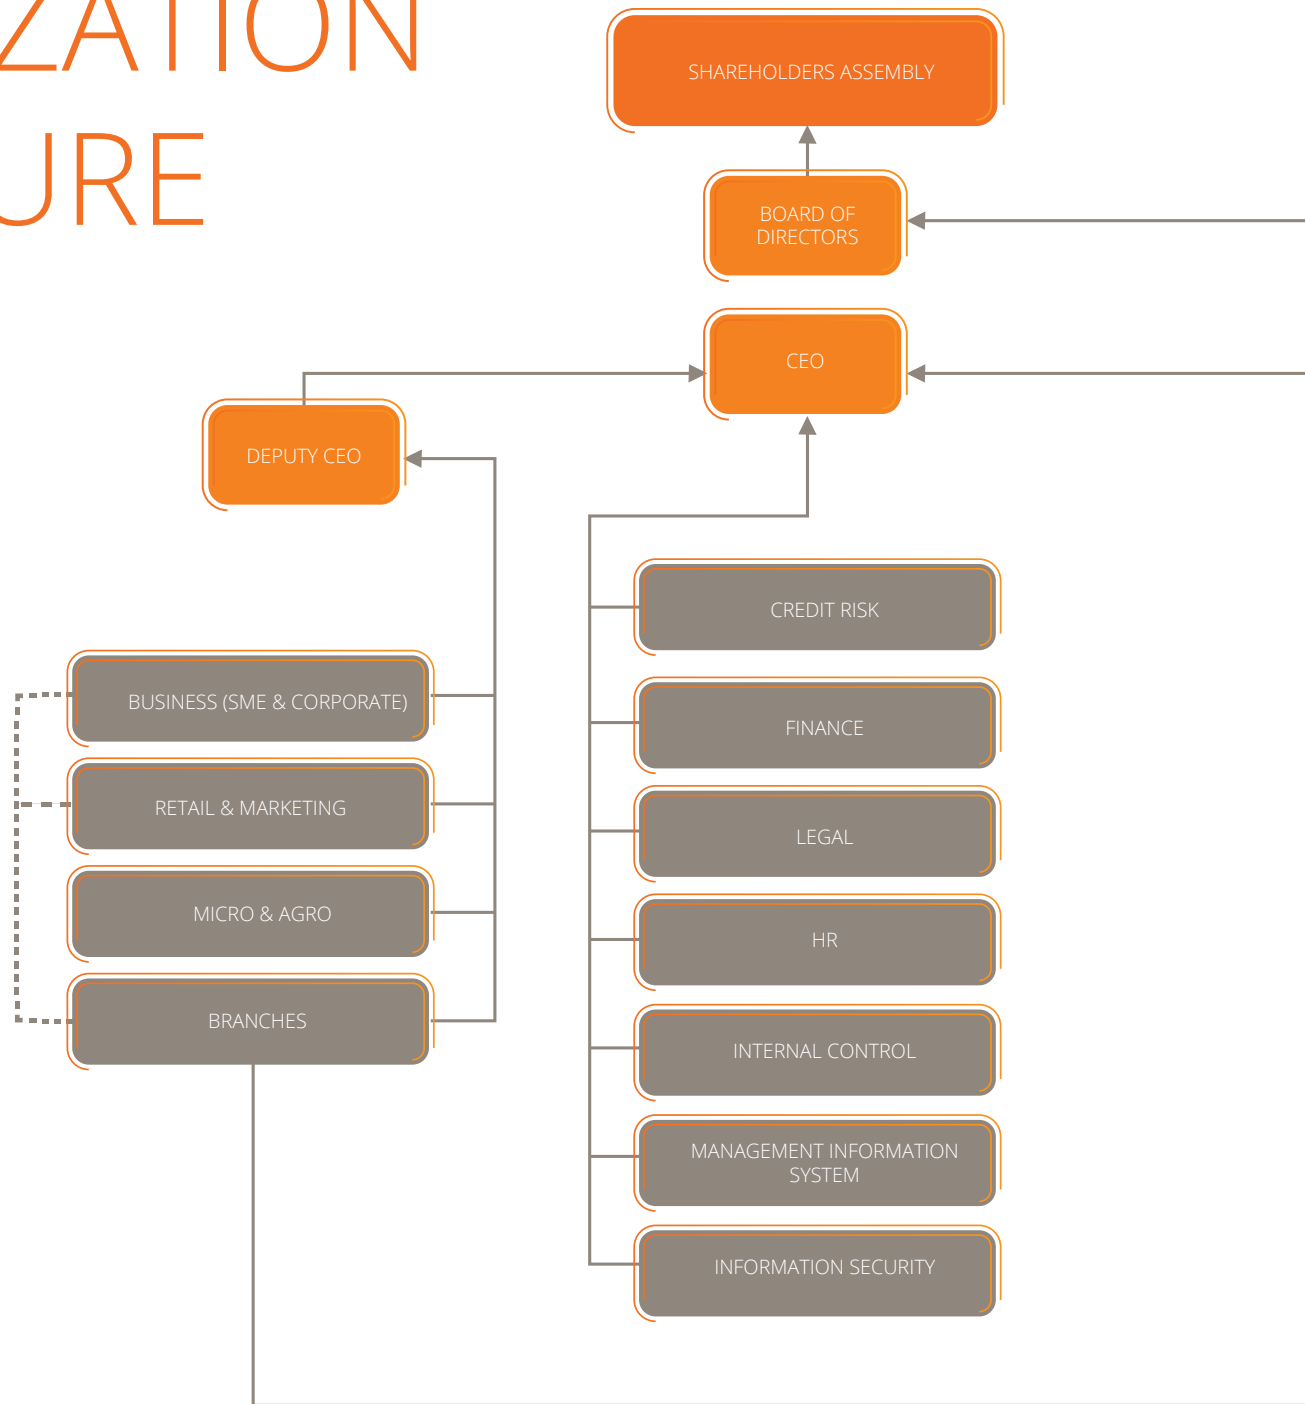 ZATION
URE
SHAREHOLDERS ASSEMBLY
BOARD OF
DIRECTORS
CEO
DEPUTY CEO
BUSINESS (SME & CORPORATE)
RETAIL & MARKETING
MICRO & AGRO
BRANCHES
CREDIT RISK
FINANCE
LEGAL
HR
INTERNAL CONTROL
MANAGEMENT INFORMATION
SYSTEM
INFORMATION SECURITY